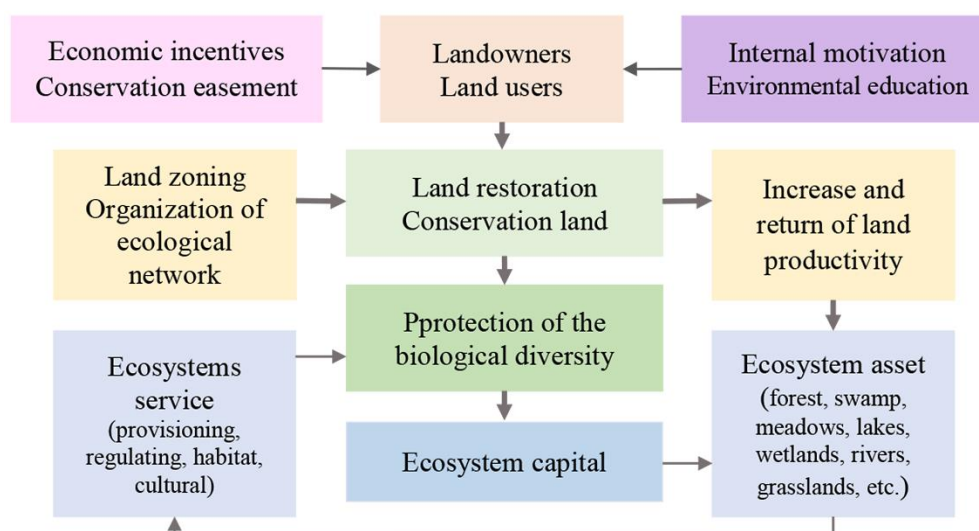 Economic incentives
Conservation easement
Landowners
Land users
Internal motivation
Environmental education
Land zoning
Organization of
ecological
network
Land restoration
Conservation land
Increase and
return of land
productivity
Pprotection of the
biological diversity
Ecosystems
service
(provisioning,
regulating, habitat,
cultural)
Ecosystem capital
Ecosystem asset
(forest, swamp,
meadows, lakes,
wetlands, rivers,
grasslands, etc.)